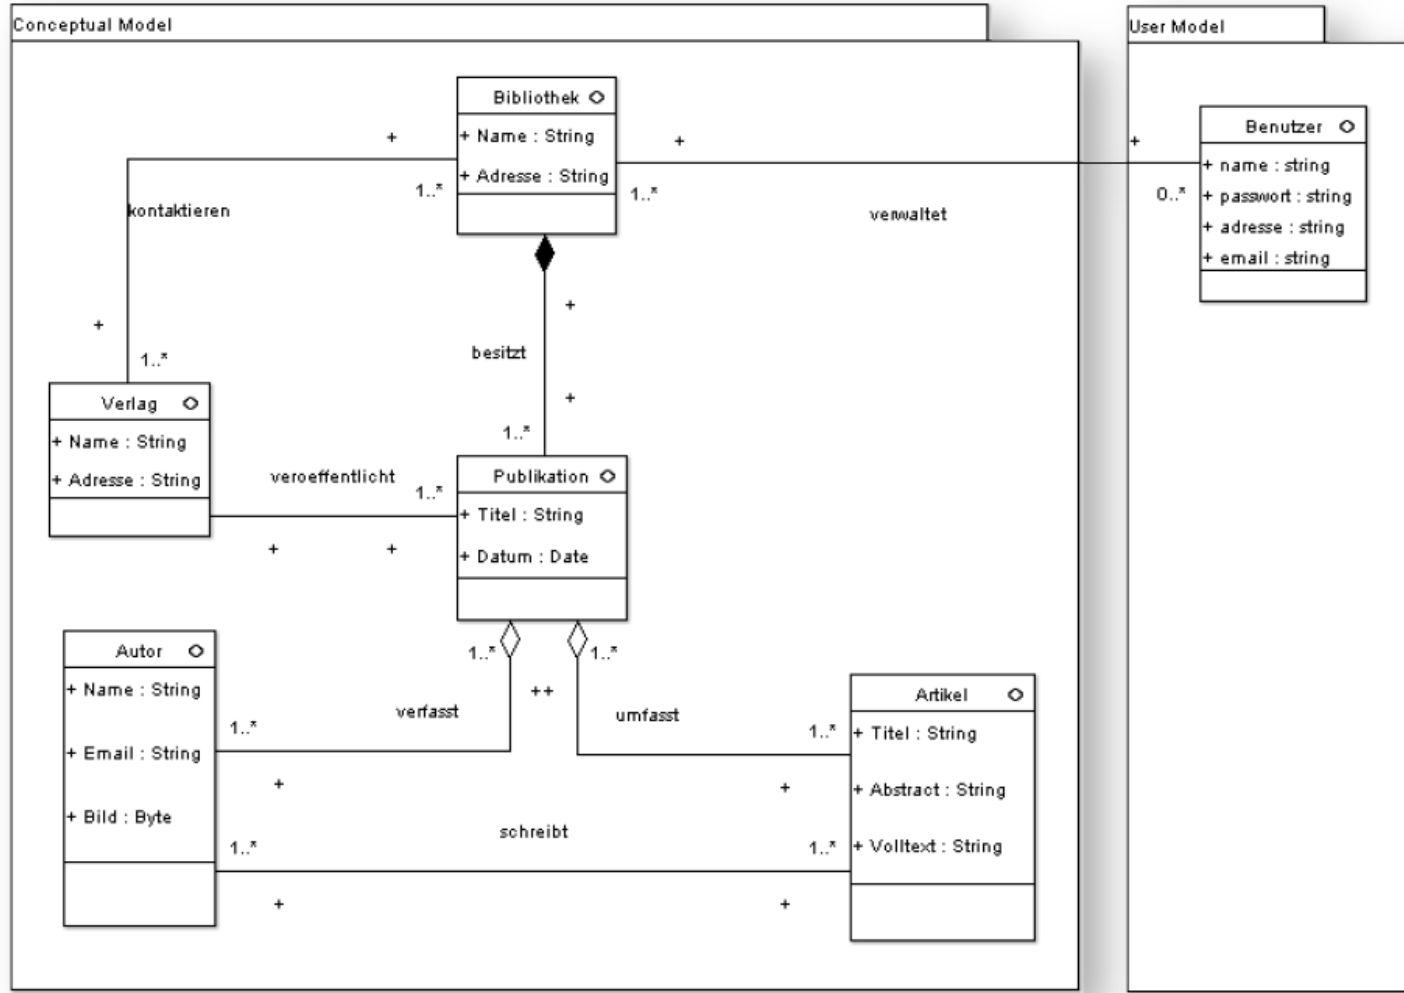 Conceptual Model
User Model
Bibliothek
+ Name : String
+ Adresse : String
Benutzer
+ name : string
+ passwort : string
+ adresse : string
+ email : string
+
1..*
kontaktieren
+
1..*
+
1..*
verwaltet
+
0..*
+
besitzt
+
1..*
Verlag
+ Name : String
+ Adresse : String
veroeffentlicht
1..*
+
+
Publikation
+ Titel : String
+ Datum : Date
1..*
1..*
++
Autor
+ Name : String
+ Email : String
+ Bild : Byte
1..*
verfasst
+
umfasst
1..*
+
Artikel
+ Titel : String
+ Abstract : String
+ Volltext : String
1..*
schreibt
1..*
+
+